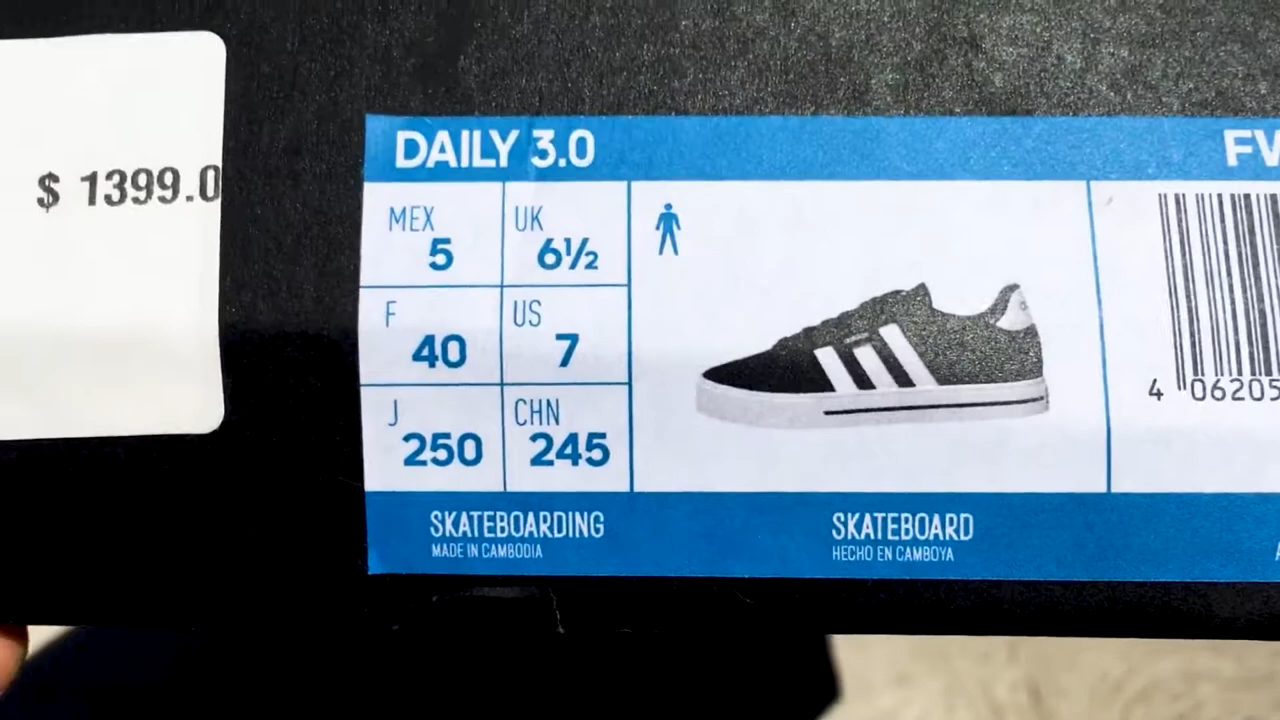 $ 1399.0
DAILY 3.0
FV
MEX
5
UK
6½
F
40
US
7
J
250
CHN
245
4 06205
SKATEBOARDING
MADE IN CAMBODIA
SKATEBOARD
HECHO EN CAMBOYA